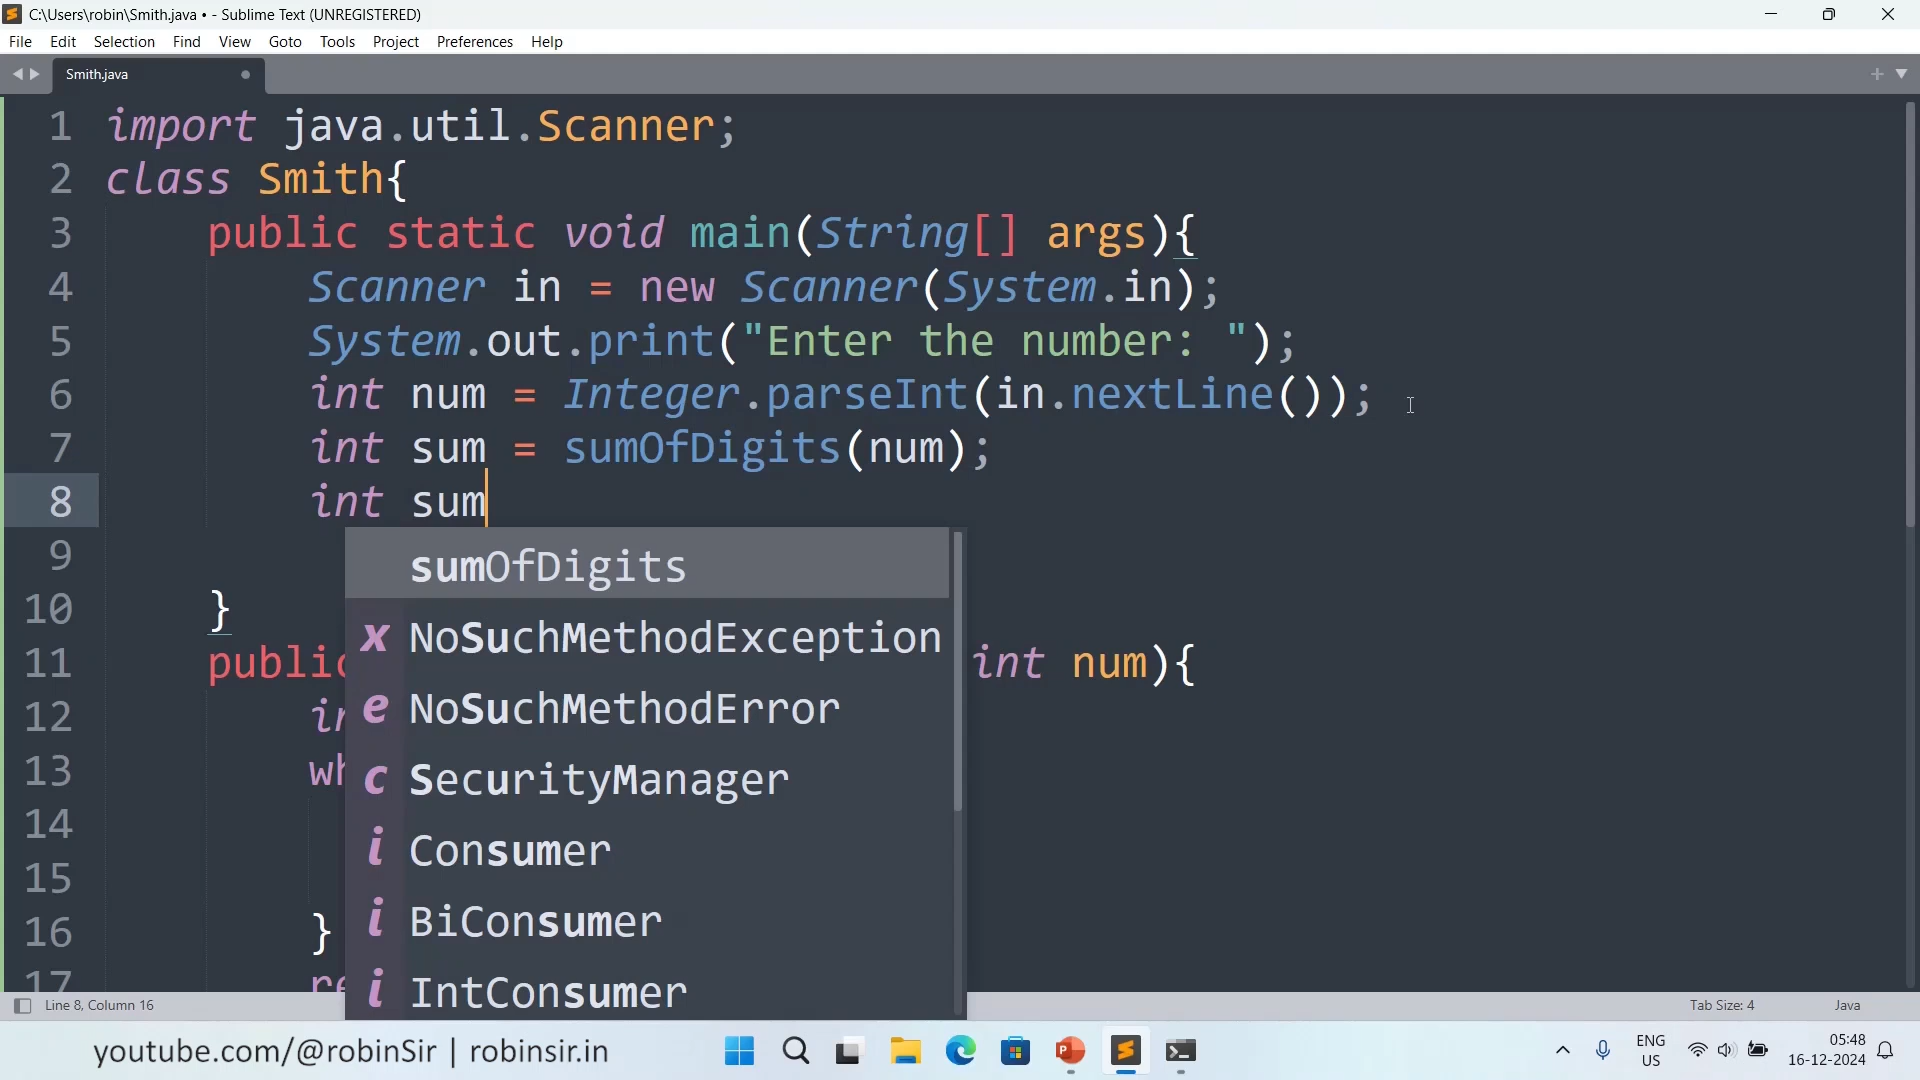 C:\Users\robin\Smith.java • - Sublime Text (UNREGISTERED)
File Edit Selection Find View Goto Tools Project Preferences Help
Smith.java
1 import java.util.Scanner;
2 class Smith{
3 public static void main(String[] args){
4 Scanner in = new Scanner(System.in);
5 System.out.print("Enter the number: ");
6 int num = Integer.parseInt(in.nextLine());
7 int sum = sumOfDigits(num);
8 int sum
9 sumOfDigits
x NoSuchMethodException
10 }
11 public int num){
e NoSuchMethodError
12 in
13 wh
c SecurityManager
14
i Consumer
15
i BiConsumer
16 }
17 re
i IntConsumer
Line 8, Column 16 Tab Size: 4 Java
youtube.com/@robinSir | robinsir.in
ENG
US
05:48
16-12-2024